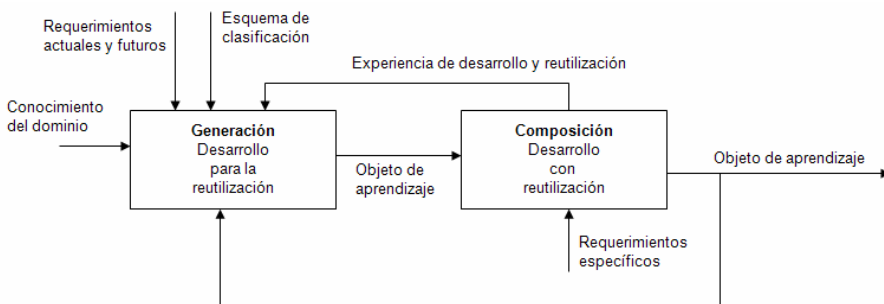 Requerimientos
actuales y futuros
Esquema de
clasificación
Experiencia de desarrollo y reutilización
Conocimiento
del dominio
Generación
Desarrollo
para la
reutilización
Objeto de
aprendizaje
Composición
Desarrollo
con
reutilización
Objeto de aprendizaje
Requerimientos
específicos